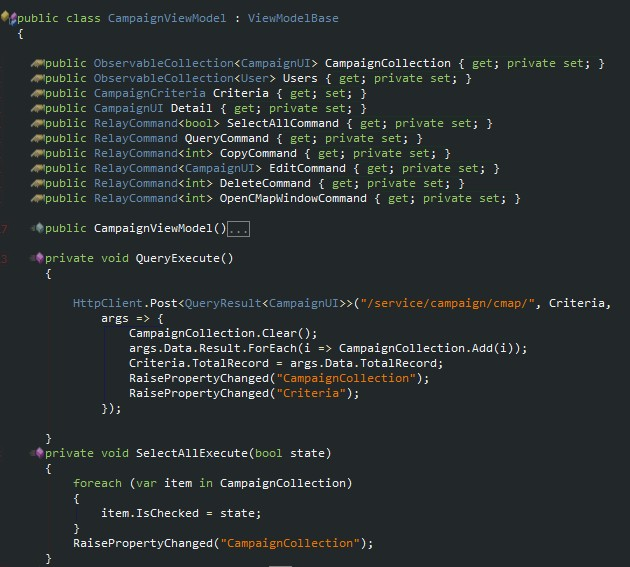 public class CampaignViewModel : ViewModelBase
{
public ObservableCollection<CampaignUI> CampaignCollection { get; private set; }
public ObservableCollection<User> Users { get; private set; }
public CampaignCriteria Criteria { get; set; }
public CampaignUI Detail { get; private set; }
public RelayCommand<bool> SelectAllCommand { get; private set; }
public RelayCommand QueryCommand { get; private set; }
public RelayCommand<int> CopyCommand { get; private set; }
public RelayCommand<CampaignUI> EditCommand { get; private set; }
public RelayCommand<int> DeleteCommand { get; private set; }
public RelayCommand<int> OpenCMapWindowCommand { get; private set; }
7 public CampaignViewModel()...
3 private void QueryExecute()
{
HttpClient.Post<QueryResult<CampaignUI>>("/service/campaign/cmap/", Criteria,
args => {
CampaignCollection.Clear();
args.Data.Result.ForEach(i => CampaignCollection.Add(i));
Criteria.TotalRecord = args.Data.TotalRecord;
RaisePropertyChanged("CampaignCollection");
RaisePropertyChanged("Criteria");
});
}
private void SelectAllExecute(bool state)
{
foreach (var item in CampaignCollection)
{
item.IsChecked = state;
}
RaisePropertyChanged("CampaignCollection");
}